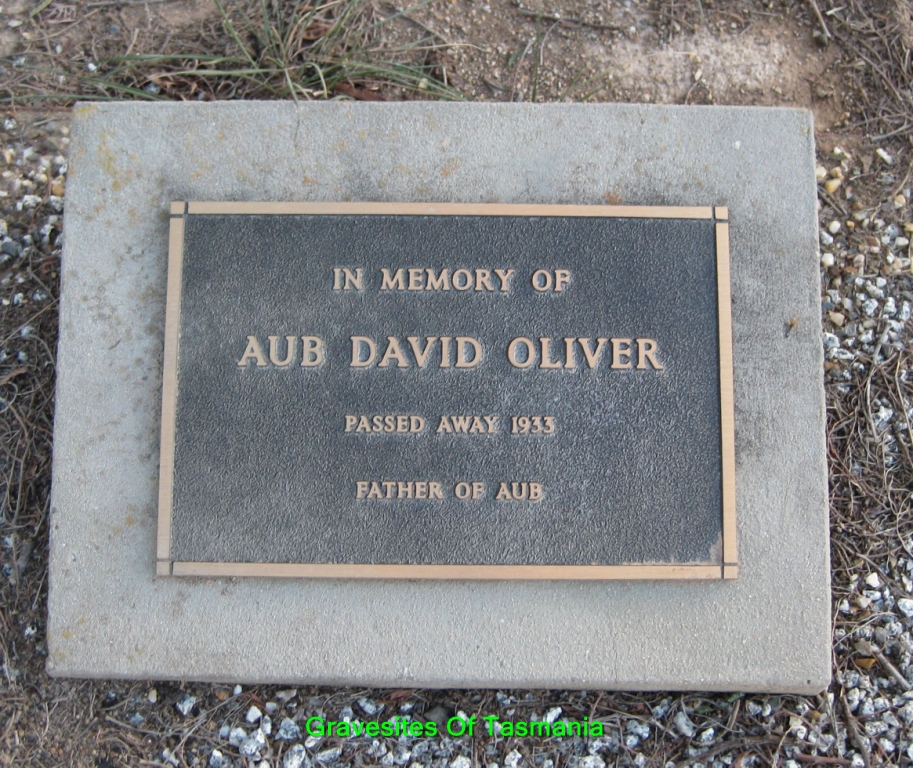 IN MEMORY OF
AUB DAVID OLIVER
PASSED AWAY 1933
FATHER OF AUB
Gravesites Of Tasmania